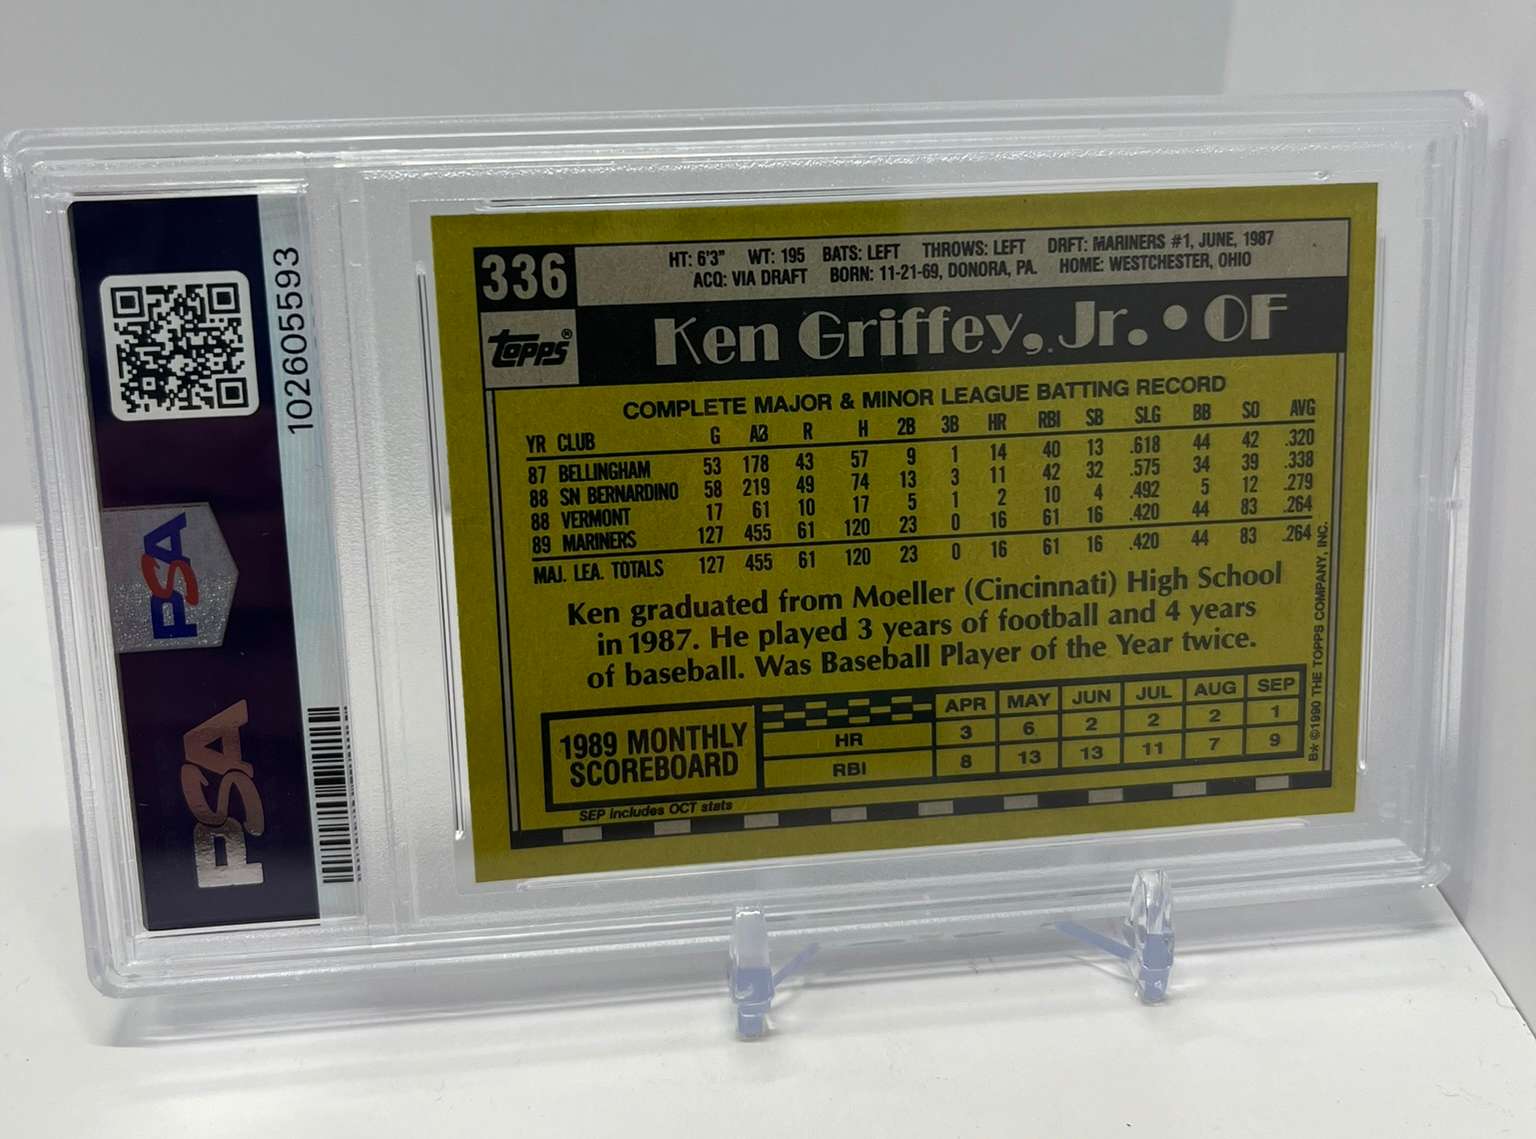 102605593
PSA
PSA
336
HT: 6'3" WT: 195 BATS: LEFT THROWS: LEFT DRFT: MARINERS #1, JUNE, 1987
ACQ: VIA DRAFT BORN: 11-21-69, DONORA, PA. HOME: WESTCHESTER, OHIO
topps®
Ken Griffey, Jr. • OF
COMPLETE MAJOR & MINOR LEAGUE BATTING RECORD
YR CLUB G AB R H 2B 3B HR RBI SB SLG BB SO AVG
87 BELLINGHAM 53 178 43 57 9 1 14 40 13 .618 44 42 .320
88 SN BERNARDINO 58 219 49 74 13 3 11 42 32 .575 34 39 .338
88 VERMONT 17 61 10 17 5 1 2 10 4 .492 5 12 .279
89 MARINERS 127 455 61 120 23 0 16 61 16 .420 44 83 .264
MAJ. LEA. TOTALS 127 455 61 120 23 0 16 61 16 .420 44 83 .264
Ken graduated from Moeller (Cincinnati) High School
in 1987. He played 3 years of football and 4 years
of baseball. Was Baseball Player of the Year twice.
1989 MONTHLY
SCOREBOARD
APR MAY JUN JUL AUG SEP
HR 3 6 2 2 2 1
RBI 8 13 13 11 7 9
SEP includes OCT stats
B* ©1990 THE TOPPS COMPANY, INC.